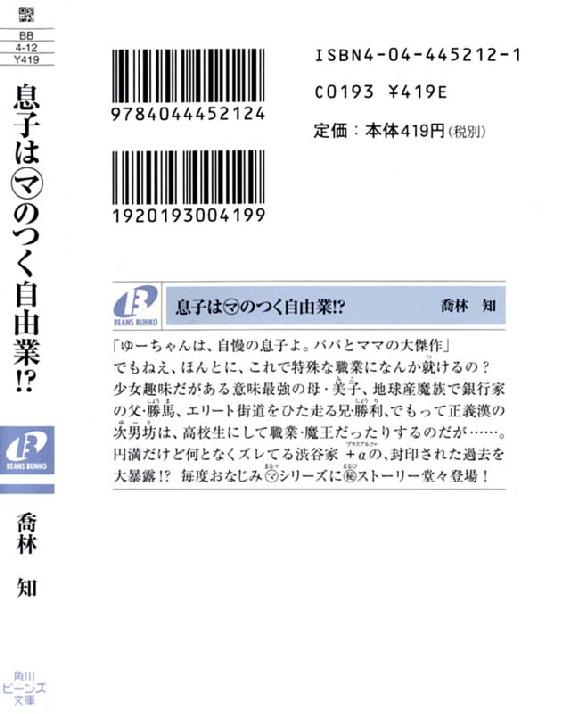 BB
4-12
Y419
息子は㋮のつく自由業!?
BEANS BUNKO
喬林 知
角川
ビーンズ
文庫
9784044452124
1920193004199
ISBN4-04-445212-1
C0193 ¥419E
定価：本体419円(税別)
BEANS BUNKO
息子は㋮のつく自由業!? 喬林 知
「ゆーちゃんは、自慢の息子よ。パパとママの大傑作」
でもねえ、ほんとに、これで特殊な職業になんか就けるの？
少女趣味だがある意味最強の母・美子、地球産魔族で銀行家
の父・勝馬、エリート街道をひた走る兄・勝利、でもって正義漢の
次男坊は、高校生にして職業・魔王だったりするのだが……。
円満だけど何となくズレてる渋谷家+αの、封印された過去を
大暴露!? 毎度おなじみ㋮シリーズに㊙ストーリー堂々登場！